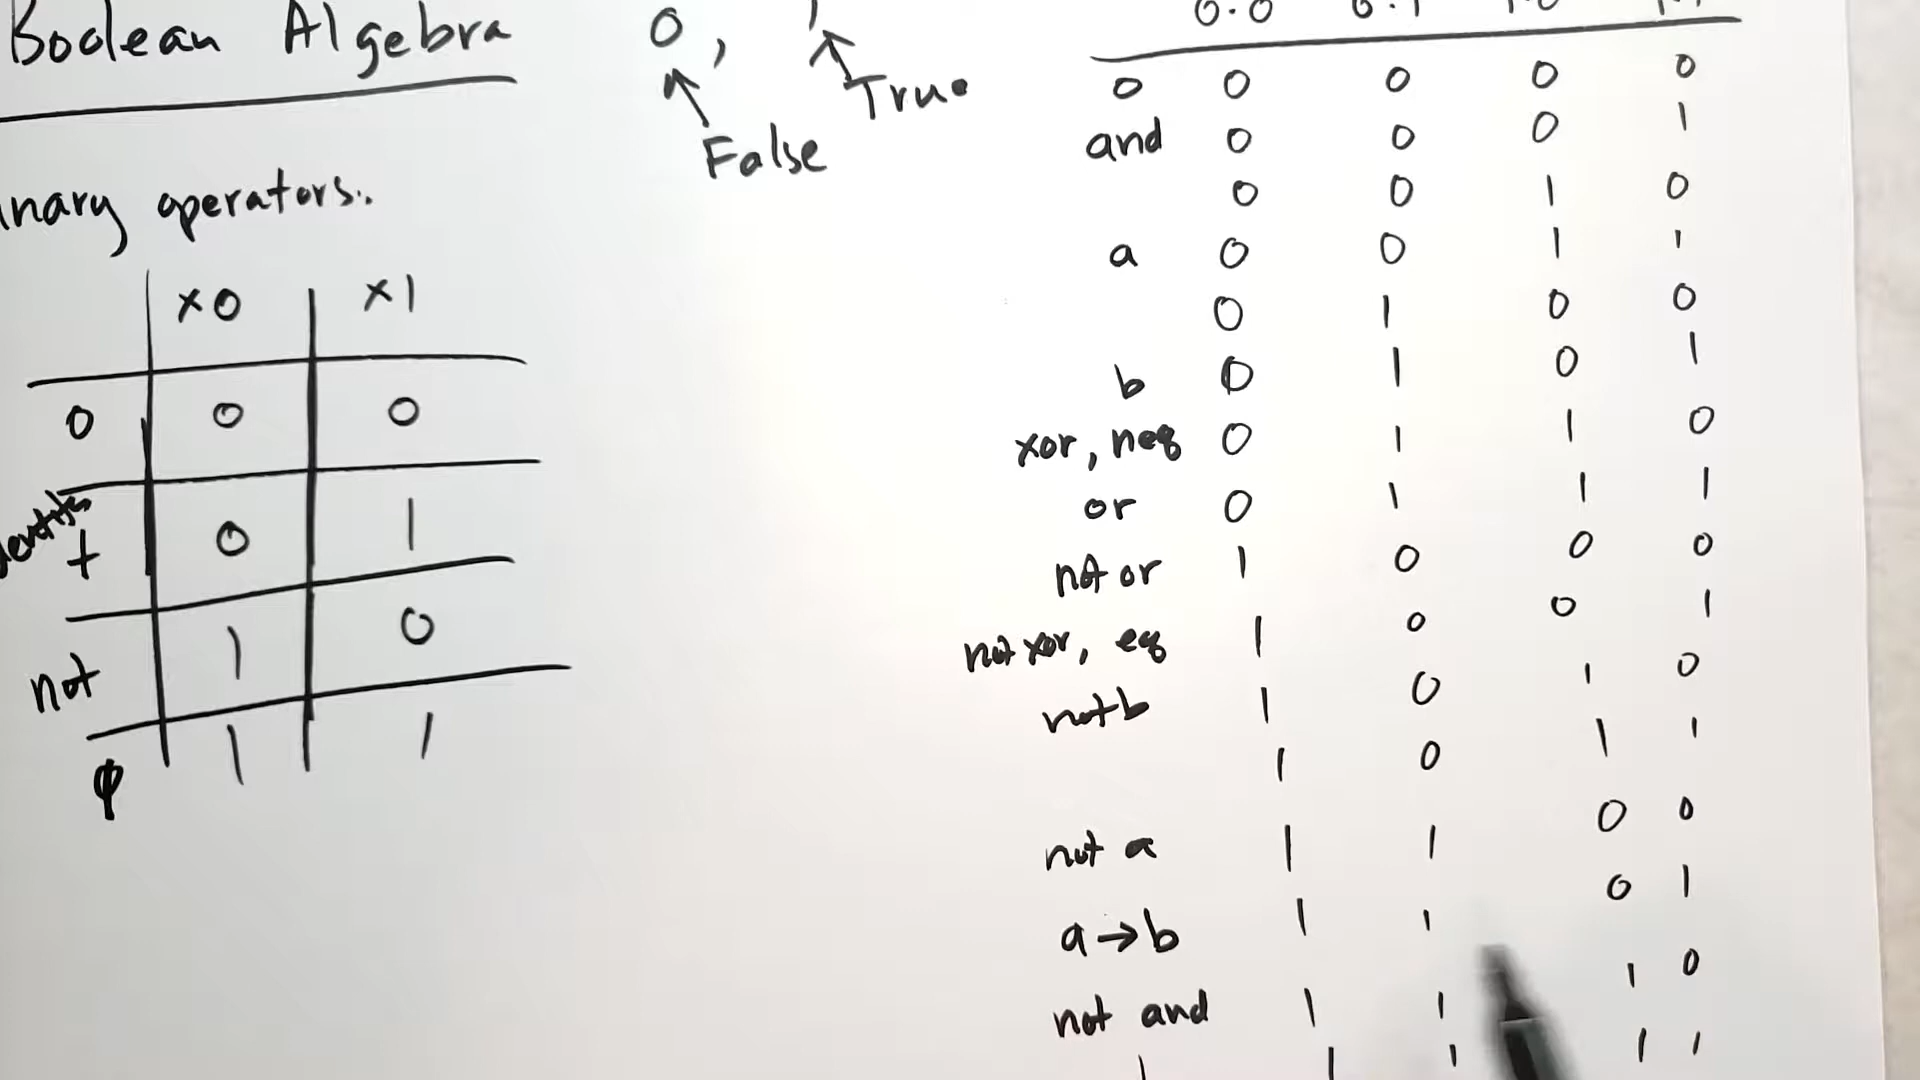 Boolean Algebra
0, 1
False
True
inary operators..
x0 x1
0 0 0
t 0 1
not 1 0
φ 1 1
0·0 0·1 1·0 1·1
0 0 0 0 0
and 0 0 0 1
0 0 1 0
a 0 0 1 1
0 1 0 0
b 0 1 0 1
xor, neq 0 1 1 0
or 0 1 1 1
not or 1 0 0 0
not xor, eq 1 0 0 1
not b 1 0 1 0
1 0 1 1
not a 1 1 0 0
a→b 1 1 0 1
not and 1 1 1 0
1 1 1 1 1